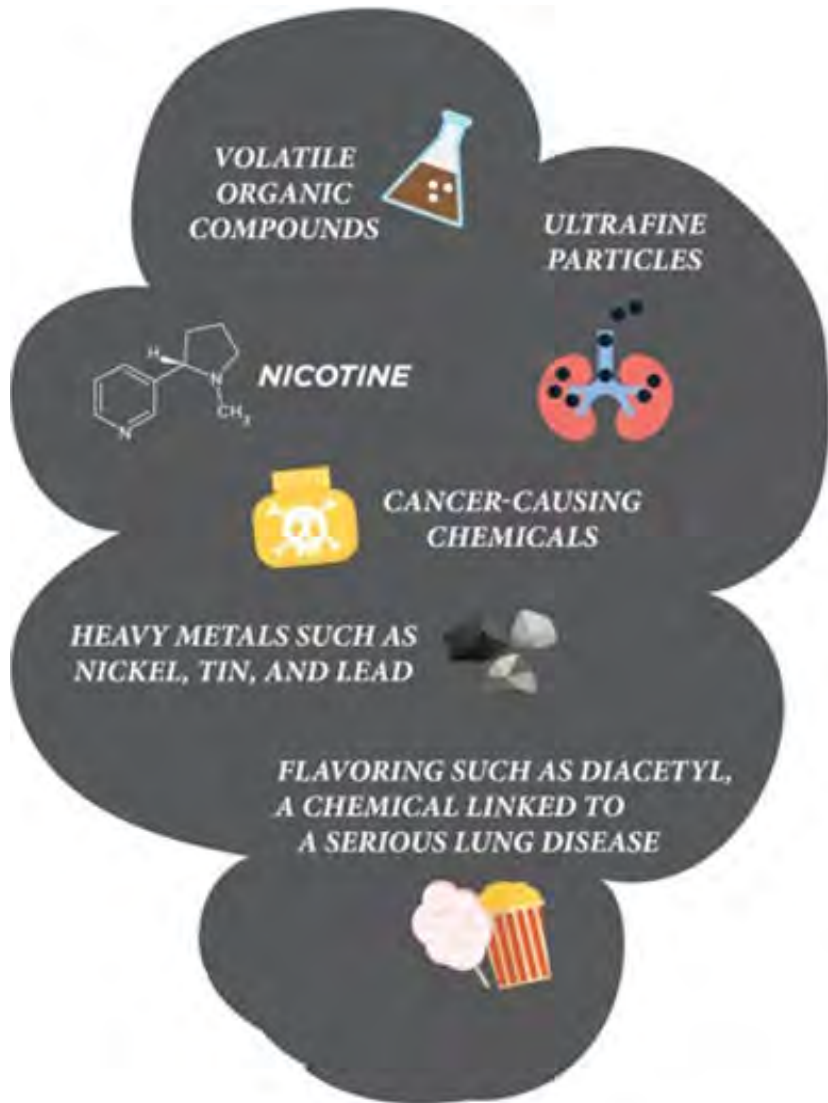 VOLATILE
ORGANIC
COMPOUNDS
ULTRAFINE
PARTICLES
H
N
CH3
N
NICOTINE
CANCER-CAUSING
CHEMICALS
HEAVY METALS SUCH AS
NICKEL, TIN, AND LEAD
FLAVORING SUCH AS DIACETYL,
A CHEMICAL LINKED TO
A SERIOUS LUNG DISEASE